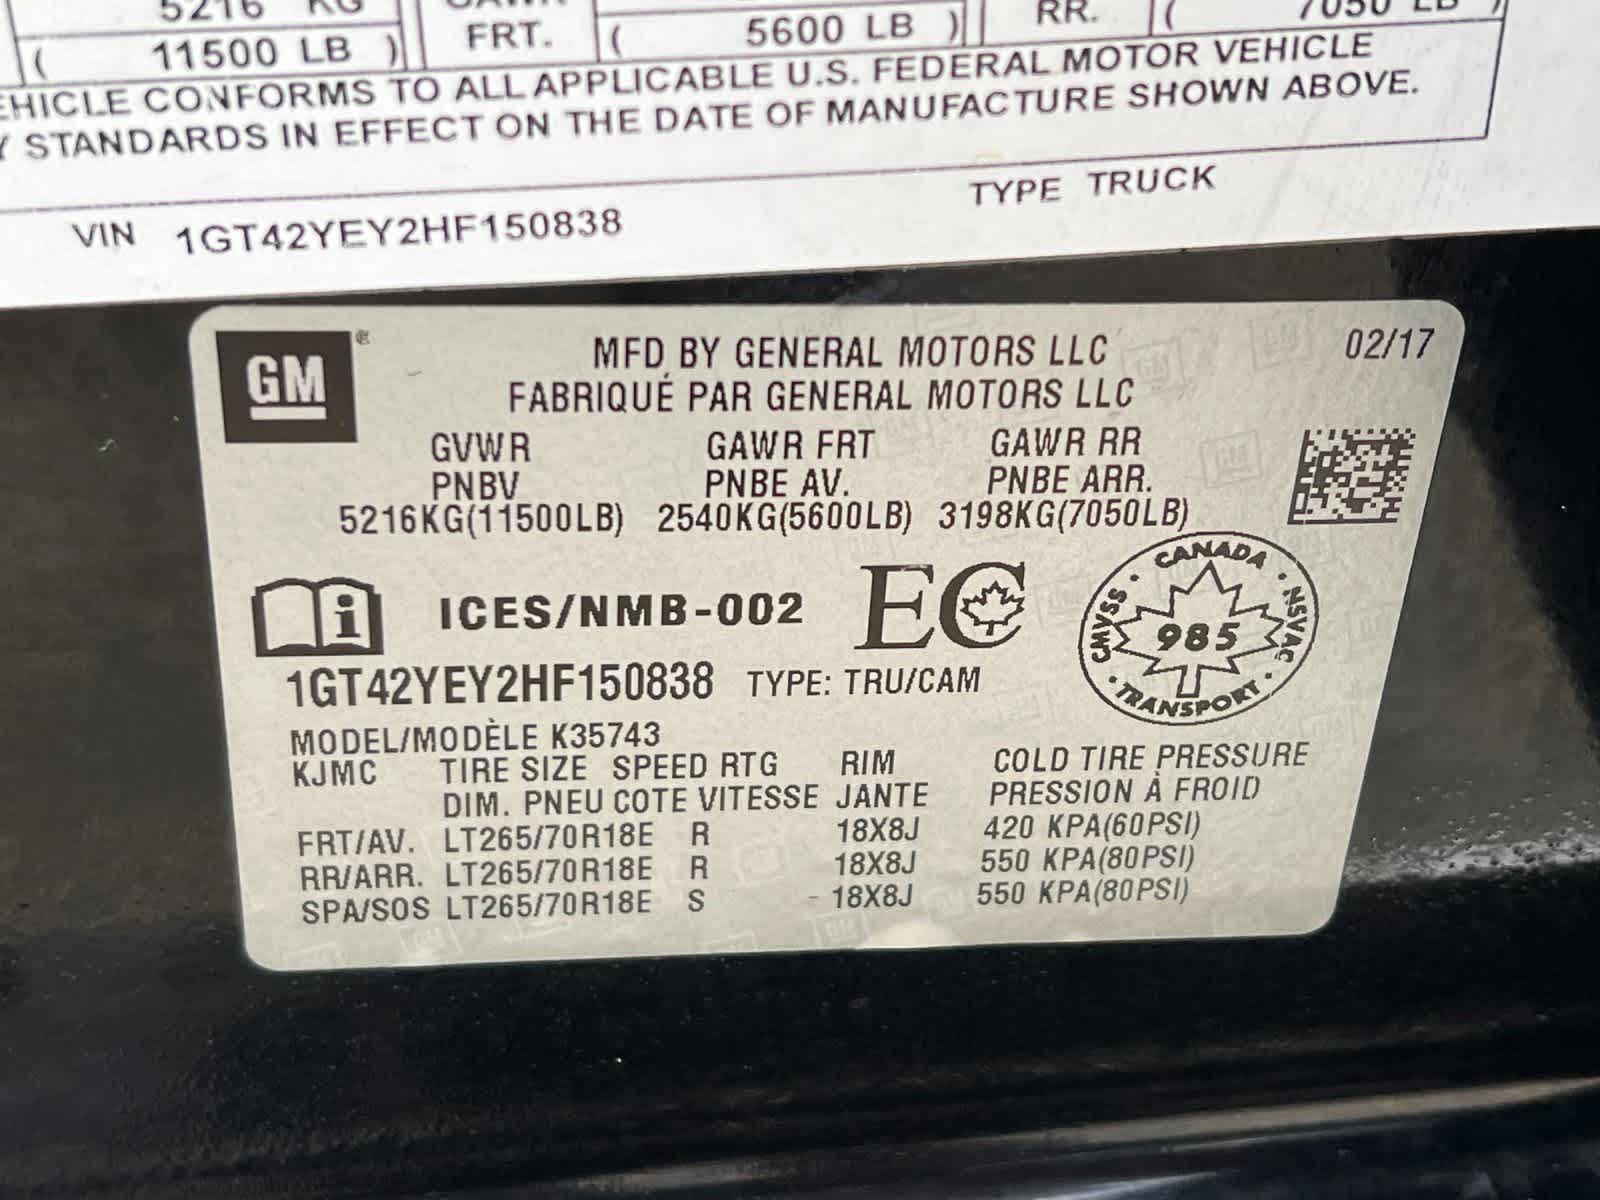 5216 KG
( 11500 LB )
FRT.
( 5600 LB )
RR.
( 7050 LB )
EHICLE CONFORMS TO ALL APPLICABLE U.S. FEDERAL MOTOR VEHICLE
Y STANDARDS IN EFFECT ON THE DATE OF MANUFACTURE SHOWN ABOVE.
VIN 1GT42YEY2HF150838 TYPE TRUCK
GM
MFD BY GENERAL MOTORS LLC 02/17
FABRIQUÉ PAR GENERAL MOTORS LLC
GVWR GAWR FRT GAWR RR
PNBV PNBE AV. PNBE ARR.
5216KG(11500LB) 2540KG(5600LB) 3198KG(7050LB)
i ICES/NMB-002 EC
CANADA · NSVAC · TRANSPORT · CMVSS ·
985
1GT42YEY2HF150838 TYPE: TRU/CAM
MODEL/MODÈLE K35743
KJMC TIRE SIZE SPEED RTG RIM COLD TIRE PRESSURE
DIM. PNEU COTE VITESSE JANTE PRESSION À FROID
FRT/AV. LT265/70R18E R 18X8J 420 KPA(60PSI)
RR/ARR. LT265/70R18E R 18X8J 550 KPA(80PSI)
SPA/SOS LT265/70R18E S 18X8J 550 KPA(80PSI)